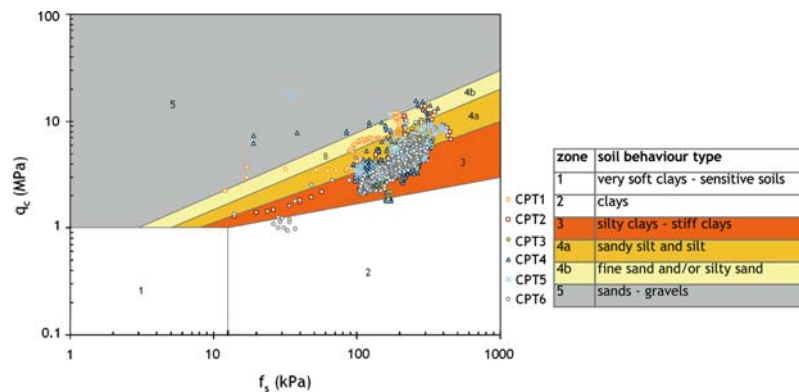 100
10
1
0.1
q_c (MPa)
1
10
100
1000
f_s (kPa)
5
4b
4a
3
2
1
CPT1
CPT2
CPT3
CPT4
CPT5
CPT6
zone soil behaviour type
1 very soft clays - sensitive soils
2 clays
3 silty clays - stiff clays
4a sandy silt and silt
4b fine sand and/or silty sand
5 sands - gravels